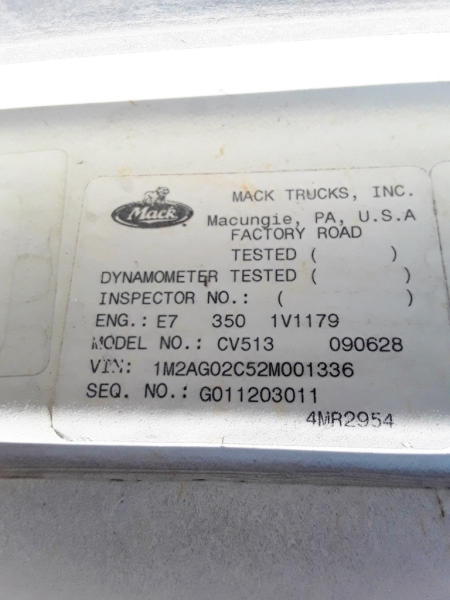 Mack
MACK TRUCKS, INC.
Macungie, PA, U.S.A
FACTORY ROAD
TESTED ( )
DYNAMOMETER TESTED ( )
INSPECTOR NO.: ( )
ENG.: E7 350 1V1179
MODEL NO.: CV513 090628
VIN: 1M2AG02C52M001336
SEQ. NO.: G011203011
4MR2954